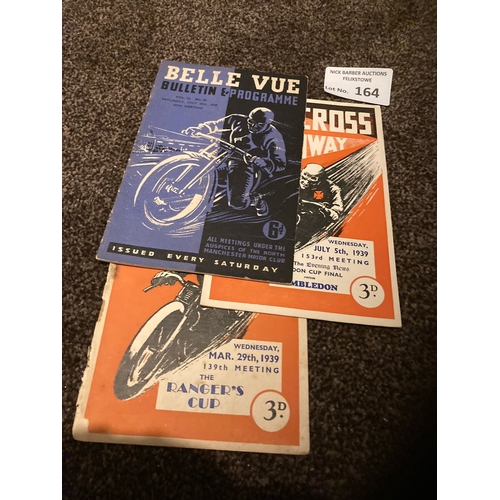 NICK BARBER AUCTIONS
FELIXSTOWE
Lot No. 164
BELLE VUE
BULLETIN & PROGRAMME
6D
ALL MEETINGS UNDER THE
AUSPICES OF THE NORTH
MANCHESTER MOTOR CLUB
ISSUED EVERY SATURDAY
CROSS
WAY
WEDNESDAY,
JULY 5th, 1939
153rd MEETING
The Evening News
DON CUP FINAL
MBLEDON
3D.
WEDNESDAY,
MAR. 29th, 1939
139th MEETING
THE
RANGER'S
CUP
3D.